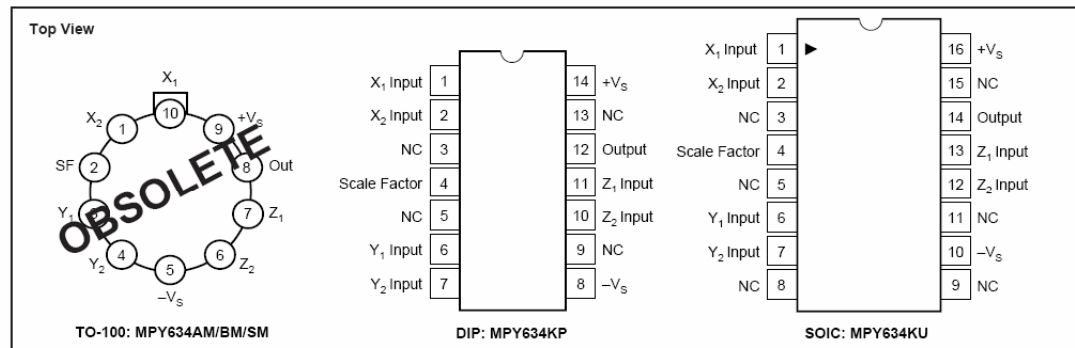 Top View
X₁
10
X₂
1
9
+Vₛ
SF
2
8
Out
OBSOLETE
Y₁
7
Z₁
Y₂
4
5
6
Z₂
–Vₛ
TO-100: MPY634AM/BM/SM
X₁ Input 1 14 +Vₛ
X₂ Input 2 13 NC
NC 3 12 Output
Scale Factor 4 11 Z₁ Input
NC 5 10 Z₂ Input
Y₁ Input 6 9 NC
Y₂ Input 7 8 –Vₛ
DIP: MPY634KP
X₁ Input 1 16 +Vₛ
X₂ Input 2 15 NC
NC 3 14 Output
Scale Factor 4 13 Z₁ Input
NC 5 12 Z₂ Input
Y₁ Input 6 11 NC
Y₂ Input 7 10 –Vₛ
NC 8 9 NC
SOIC: MPY634KU